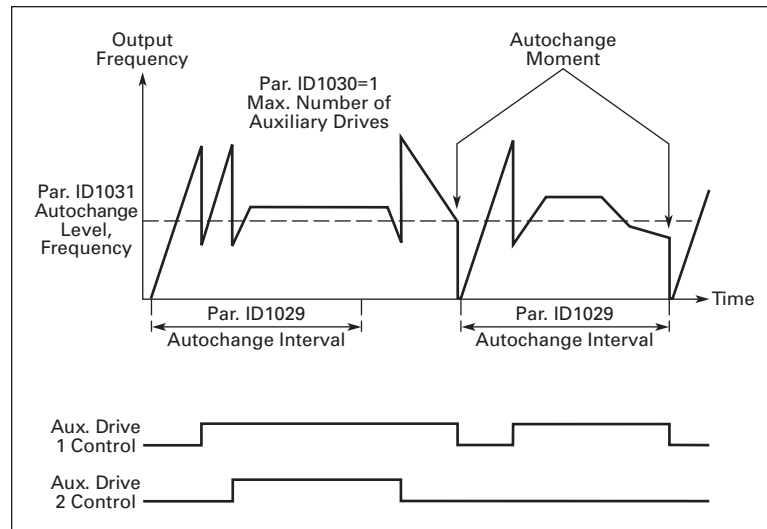 Output
Frequency
Autochange
Moment
Par. ID1030=1
Max. Number of
Auxiliary Drives
Par. ID1031
Autochange
Level,
Frequency
Time
Par. ID1029
Autochange Interval
Par. ID1029
Autochange Interval
Aux. Drive
1 Control
Aux. Drive
2 Control